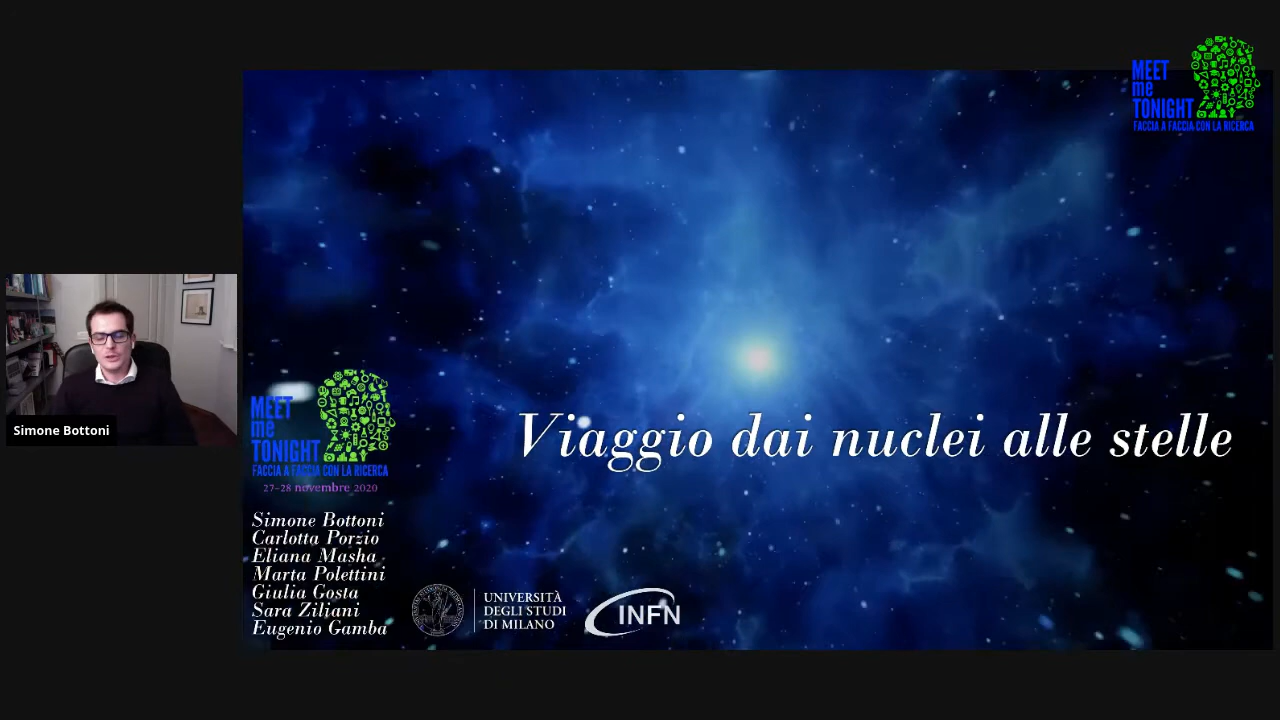 MEET
me
TONIGHT
FACCIA A FACCIA CON LA RICERCA
Simone Bottoni
Viaggio dai nuclei alle stelle
MEET
me
TONIGHT
FACCIA A FACCIA CON LA RICERCA
27-28 novembre 2020
Simone Bottoni
Carlotta Porzio
Eliana Masha
Marta Polettini
Giulia Gosta
Sara Ziliani
Eugenio Gamba
UNIVERSITÀ
DEGLI STUDI
DI MILANO
INFN